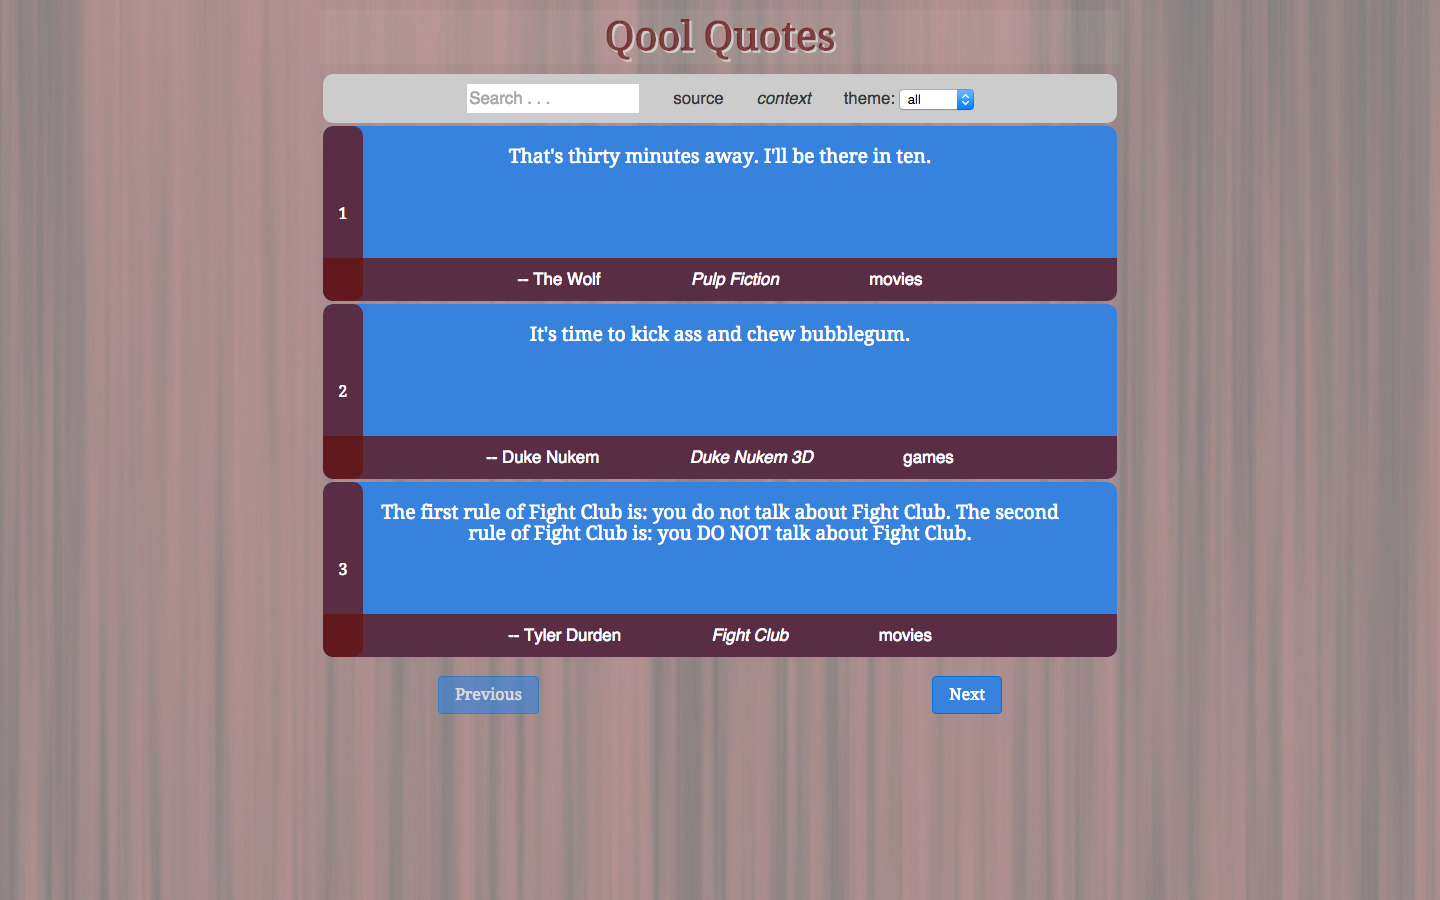 Qool Quotes
Search . . . source context theme: all
That's thirty minutes away. I'll be there in ten.
1
-- The Wolf Pulp Fiction movies
It's time to kick ass and chew bubblegum.
2
-- Duke Nukem Duke Nukem 3D games
The first rule of Fight Club is: you do not talk about Fight Club. The second
rule of Fight Club is: you DO NOT talk about Fight Club.
3
-- Tyler Durden Fight Club movies
Previous Next